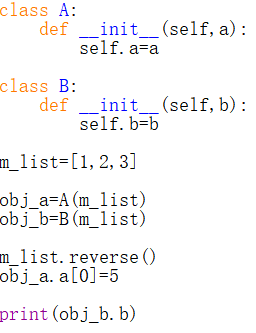 class A:
    def __init__(self,a):
        self.a=a

class B:
    def __init__(self,b):
        self.b=b

m_list=[1,2,3]

obj_a=A(m_list)
obj_b=B(m_list)

m_list.reverse()
obj_a.a[0]=5

print(obj_b.b)